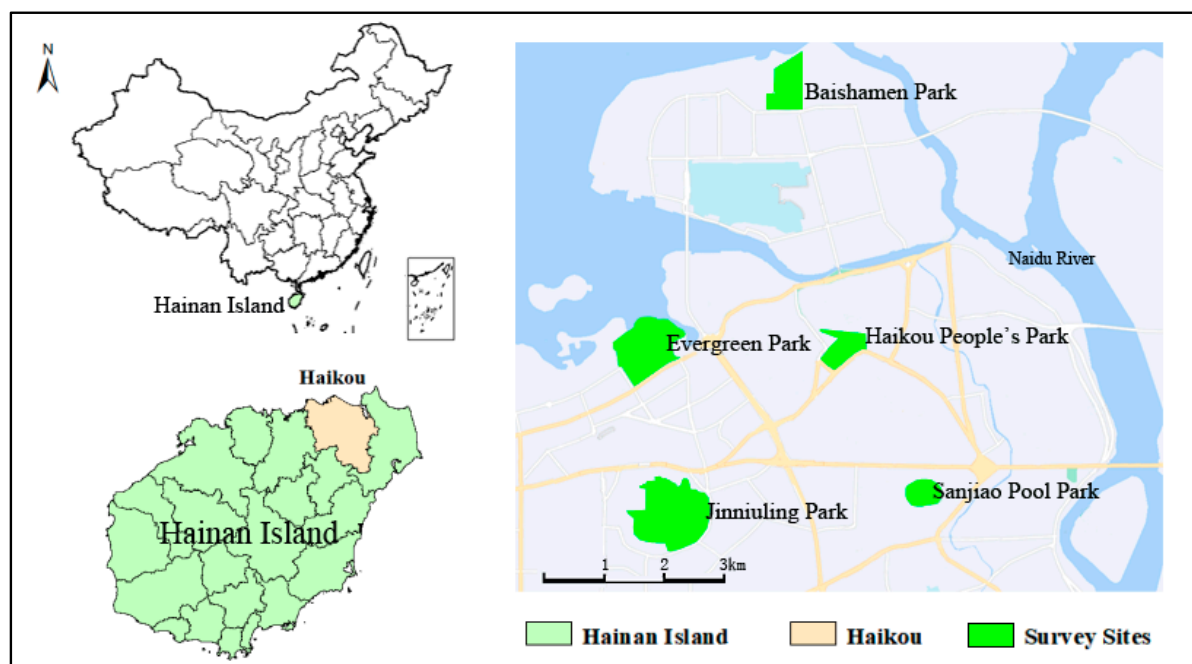 N
Hainan Island
Haikou
Hainan Island
Baishamen Park
Naidu River
Evergreen Park
Haikou People’s Park
Sanjiao Pool Park
Jinniuling Park
1 2 3km
Hainan Island
Haikou
Survey Sites